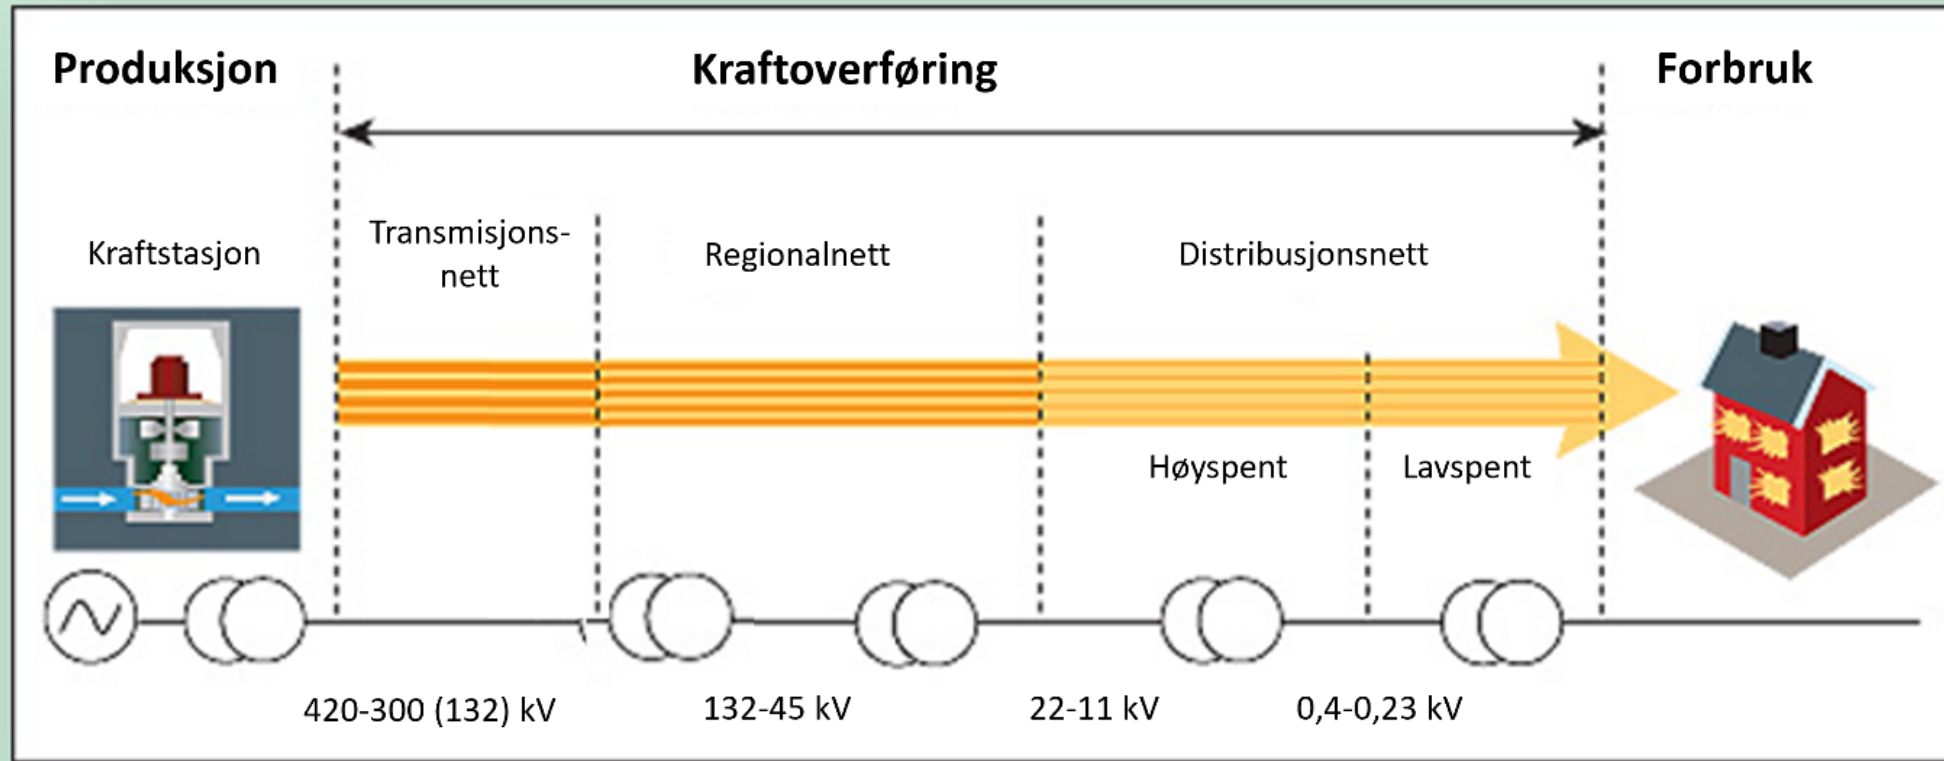 Produksjon
Kraftoverføring
Forbruk
Kraftstasjon
Transmisjons-
nett
Regionalnett
Distribusjonsnett
Høyspent
Lavspent
420-300 (132) kV
132-45 kV
22-11 kV
0,4-0,23 kV